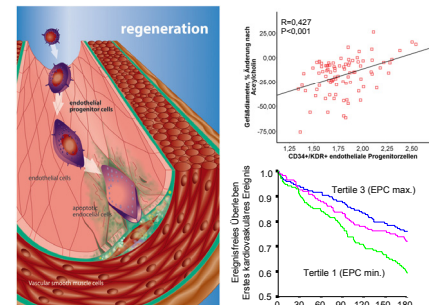 regeneration
endothelial
progenitor cells
endothelial cells
apoptotic
endothelial cells
Vascular smooth muscle cells
R=0,427
P<0,001
Gefäßdiameter, % Änderung nach
Acetylcholin
25,00
0,00
-25,00
-50,00
-75,00
1,25 1,50 1,75 2,00 2,25 2,50
CD34+/KDR+ endotheliale Progenitorzellen
Ereignisfreies Überleben
Erstes kardiovaskuläres Ereignis
1.0
0.9
0.8
0.7
0.6
0.5
Tertile 3 (EPC max.)
Tertile 1 (EPC min.)
0 30 60 90 120 150 180